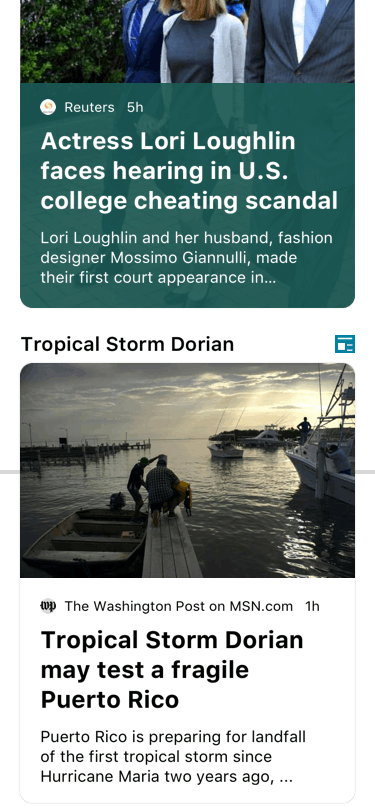 Reuters 5h
Actress Lori Loughlin
faces hearing in U.S.
college cheating scandal
Lori Loughlin and her husband, fashion
designer Mossimo Giannulli, made
their first court appearance in...
Tropical Storm Dorian
wp The Washington Post on MSN.com 1h
Tropical Storm Dorian
may test a fragile
Puerto Rico
Puerto Rico is preparing for landfall
of the first tropical storm since
Hurricane Maria two years ago, ...